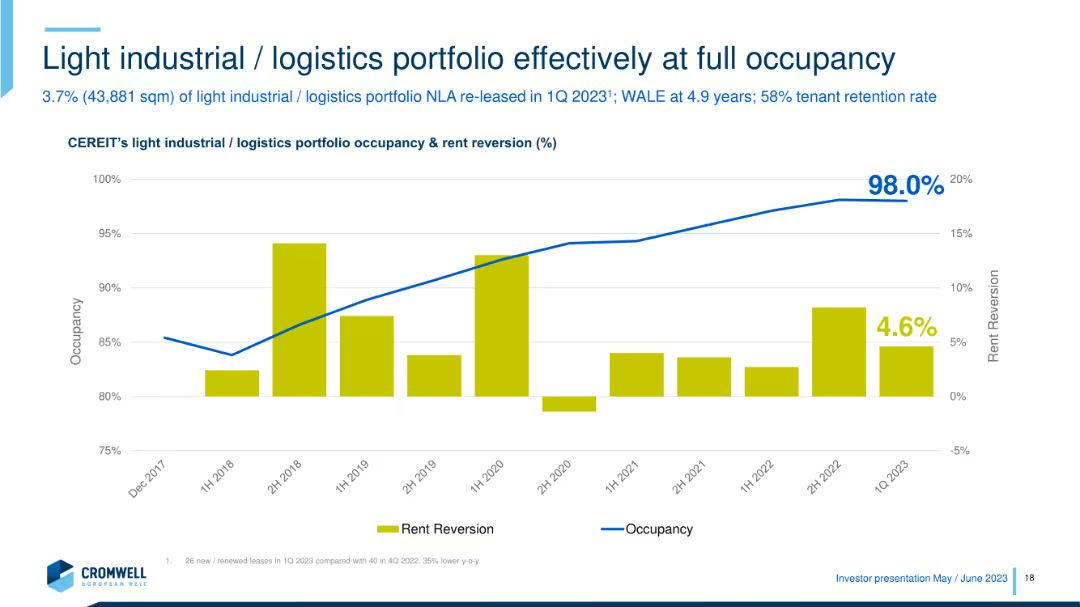 Light industrial / logistics portfolio effectively at full occupancy
3.7% (43,881 sqm) of light industrial / logistics portfolio NLA re-leased in 1Q 2023¹; WALE at 4.9 years; 58% tenant retention rate
CEREIT's light industrial / logistics portfolio occupancy & rent reversion (%)
100%
95%
90%
85%
80%
75%
Occupancy
98.0%
4.6%
20%
15%
10%
5%
0%
-5%
Rent Reversion
Dec 2017
1H 2018
2H 2018
1H 2019
2H 2019
1H 2020
2H 2020
1H 2021
2H 2021
1H 2022
2H 2022
1Q 2023
Rent Reversion
Occupancy
1. 26 new / renewed leases in 1Q 2023 compared with 40 in 4Q 2022. 35% lower y-o-y
CROMWELL
EUROPEAN REIT
Investor presentation May / June 2023
18